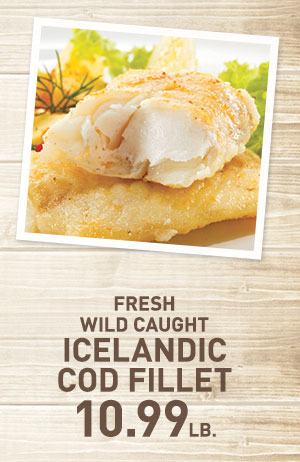 FRESH
WILD CAUGHT
ICELANDIC
COD FILLET
10.99LB.